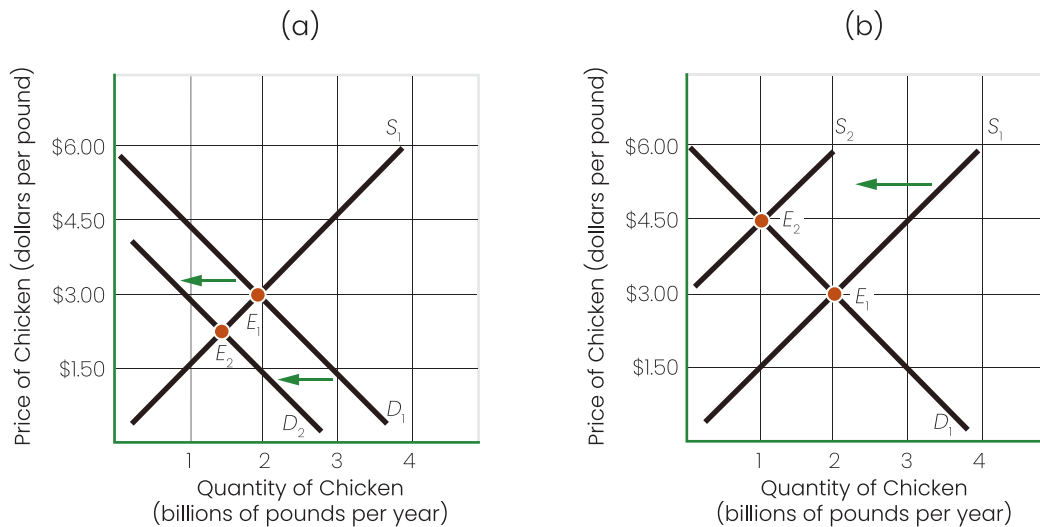 (a)
Price of Chicken (dollars per pound)
$6.00
$4.50
$3.00
$1.50
S₁
E₁
E₂
D₂
D₁
1 2 3 4
Quantity of Chicken
(billions of pounds per year)
(b)
Price of Chicken (dollars per pound)
$6.00
$4.50
$3.00
$1.50
S₂
S₁
E₂
E₁
D₁
1 2 3 4
Quantity of Chicken
(billions of pounds per year)